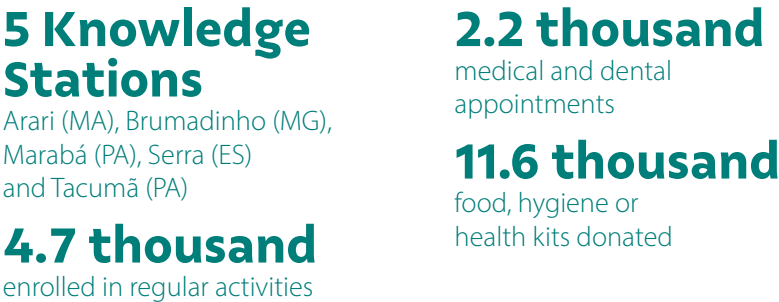 5 Knowledge
Stations
Arari (MA), Brumadinho (MG),
Marabá (PA), Serra (ES)
and Tacumã (PA)
4.7 thousand
enrolled in regular activities
2.2 thousand
medical and dental
appointments
11.6 thousand
food, hygiene or
health kits donated